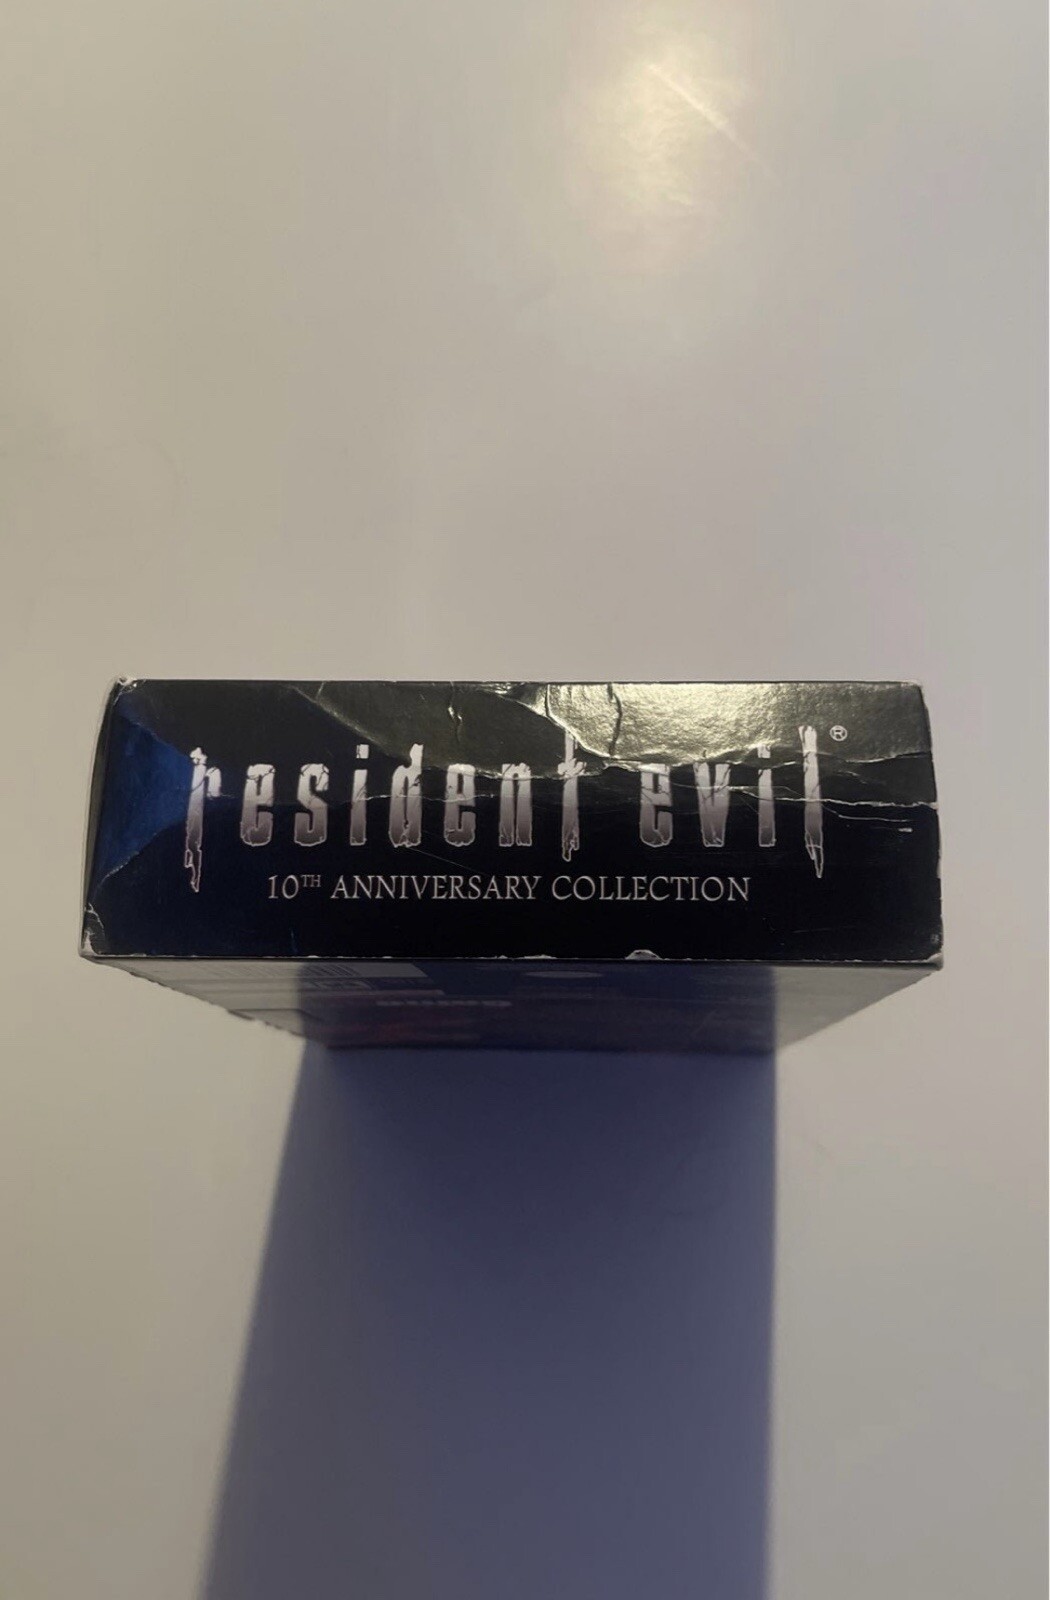 resident evil®
10TH ANNIVERSARY COLLECTION